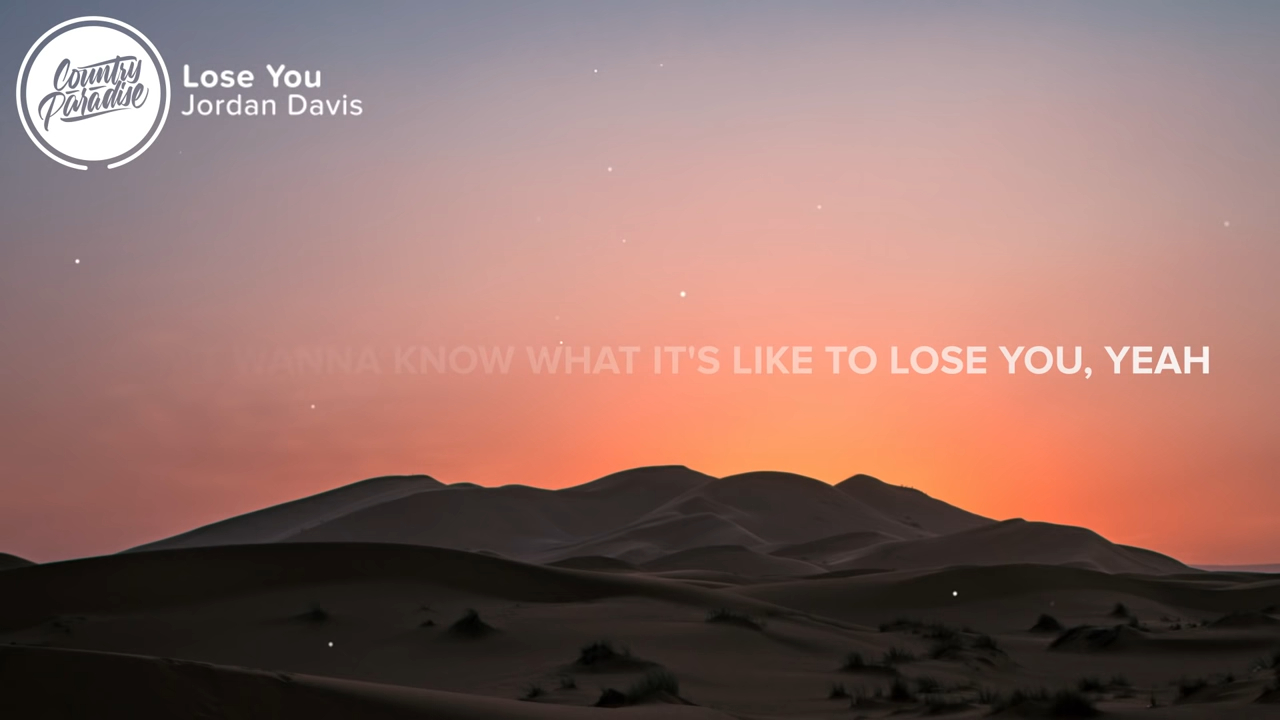 Country
Paradise
Lose You
Jordan Davis
WANNA KNOW WHAT IT'S LIKE TO LOSE YOU, YEAH